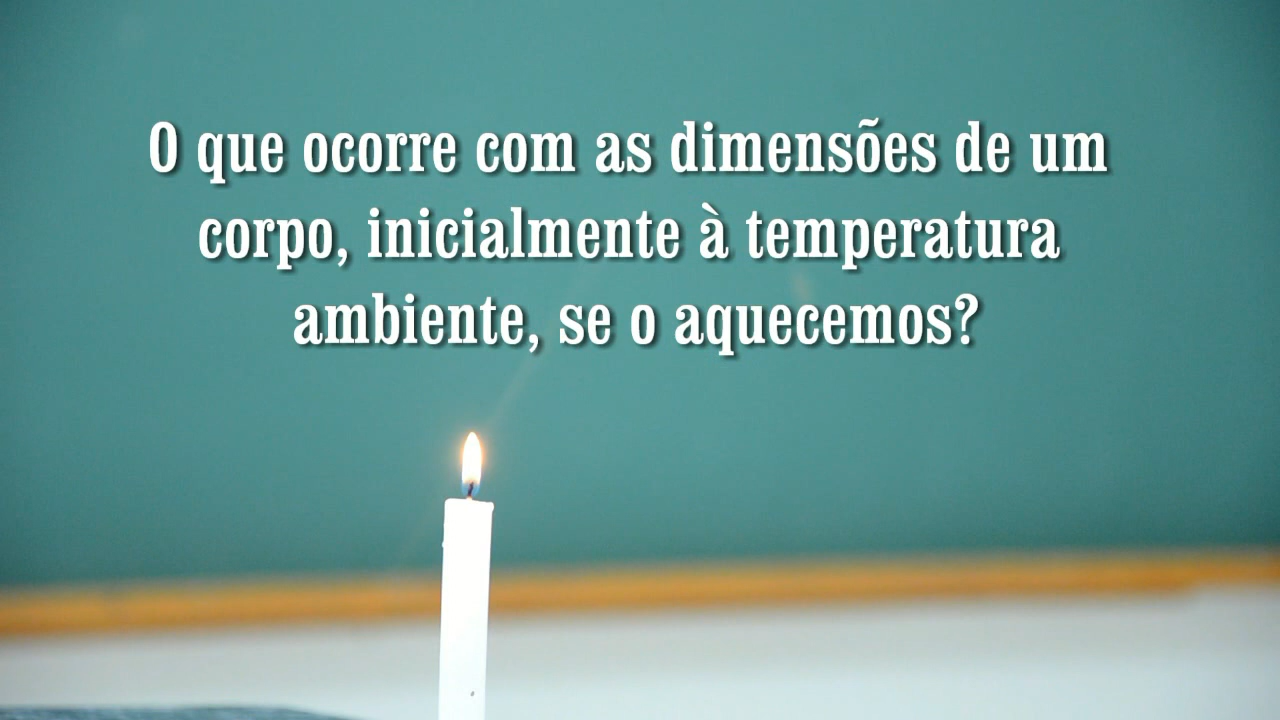 O que ocorre com as dimensões de um
corpo, inicialmente à temperatura
ambiente, se o aquecemos?